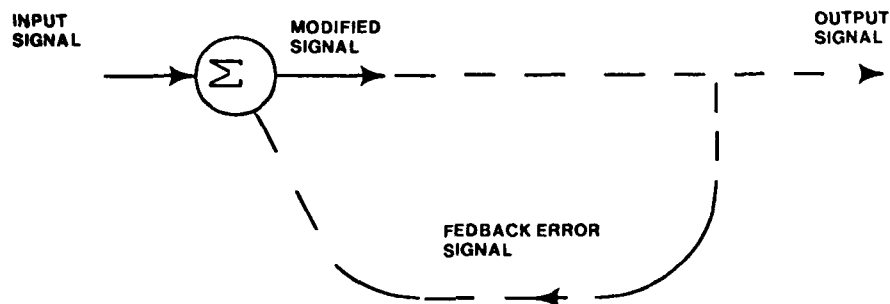 INPUT
SIGNAL
MODIFIED
SIGNAL
OUTPUT
SIGNAL
Σ
FEDBACK ERROR
SIGNAL